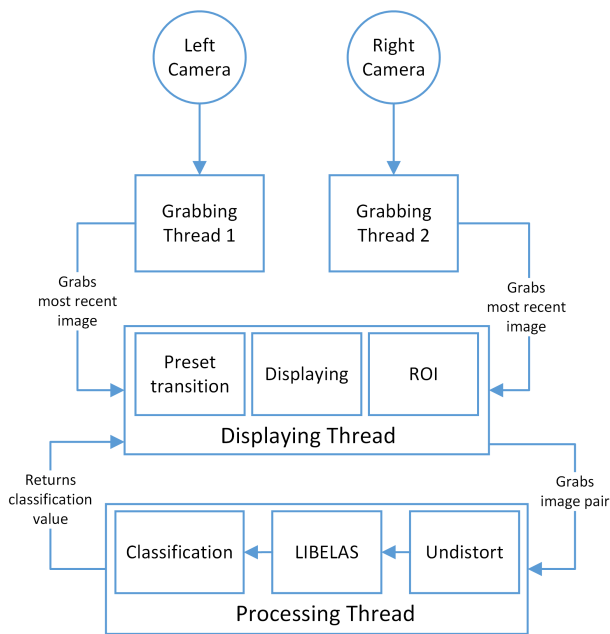 Left
Camera
Right
Camera
Grabbing
Thread 1
Grabbing
Thread 2
Grabs
most recent
image
Grabs
most recent
image
Preset
transition
Displaying
ROI
Displaying Thread
Returns
classification
value
Grabs
image pair
Classification
LIBELAS
Undistort
Processing Thread